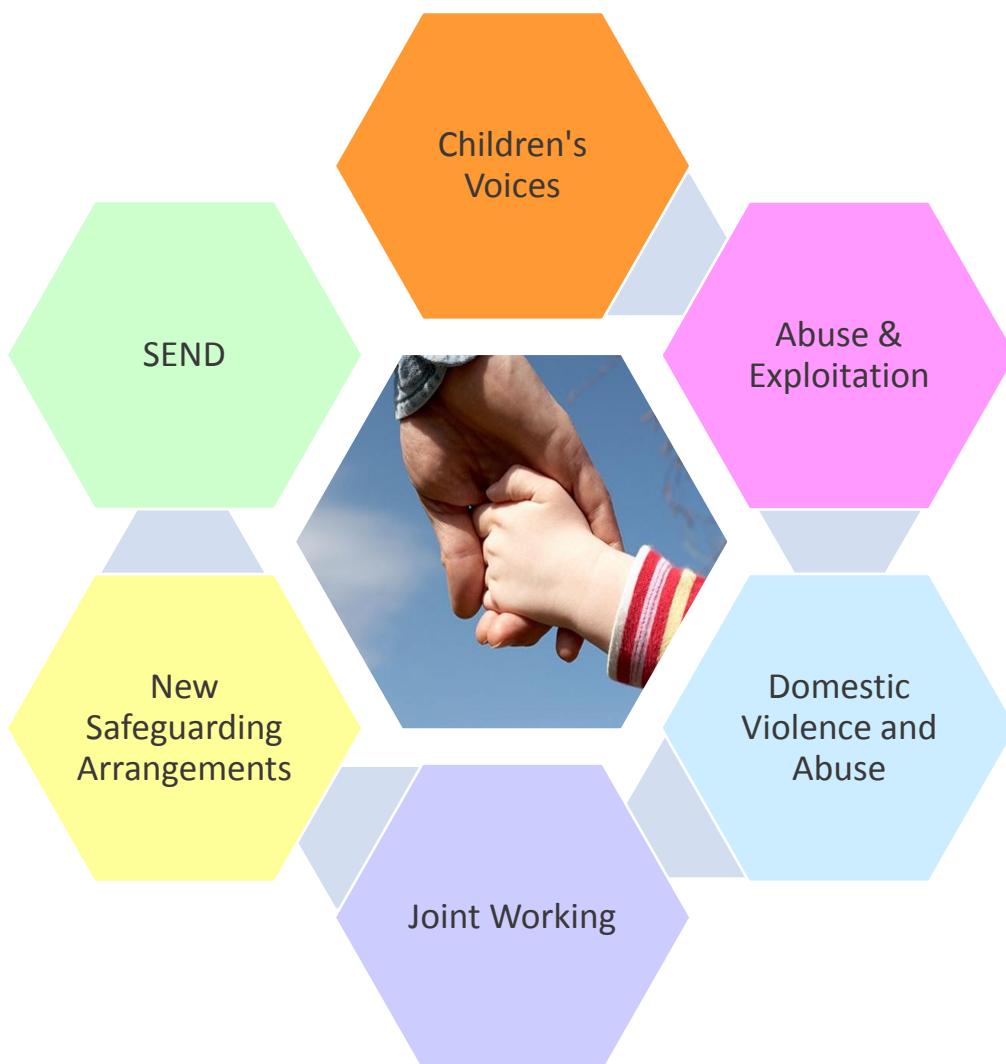 Children's
Voices
Abuse &
Exploitation
Domestic
Violence and
Abuse
Joint Working
New
Safeguarding
Arrangements
SEND